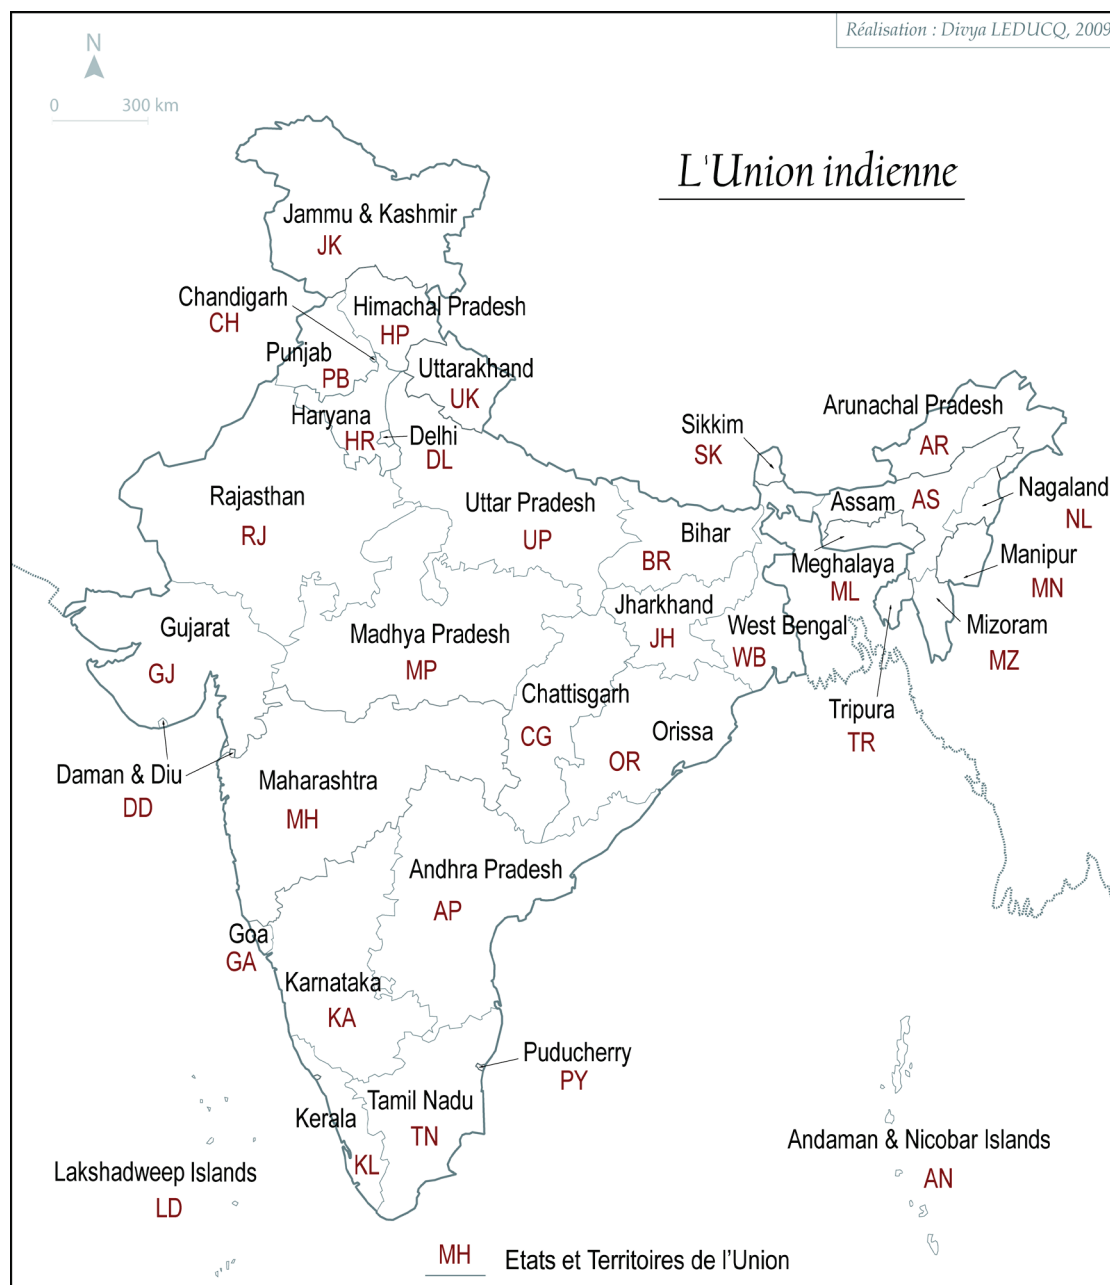 Réalisation : Divya LEDUCQ, 2009
N
0 300 km
L'Union indienne
Jammu & Kashmir
JK
Chandigarh
CH
Himachal Pradesh
HP
Punjab
PB
Uttarakhand
UK
Haryana
HR
Delhi
DL
Sikkim
SK
Arunachal Pradesh
AR
Rajasthan
RJ
Uttar Pradesh
UP
Bihar
BR
Assam
AS
Nagaland
NL
Meghalaya
ML
Manipur
MN
Gujarat
GJ
Madhya Pradesh
MP
Jharkhand
JH
West Bengal
WB
Mizoram
MZ
Chattisgarh
CG
Orissa
OR
Tripura
TR
Daman & Diu
DD
Maharashtra
MH
Andhra Pradesh
AP
Goa
GA
Karnataka
KA
Puducherry
PY
Tamil Nadu
TN
Kerala
KL
Lakshadweep Islands
LD
Andaman & Nicobar Islands
AN
MH Etats et Territoires de l'Union